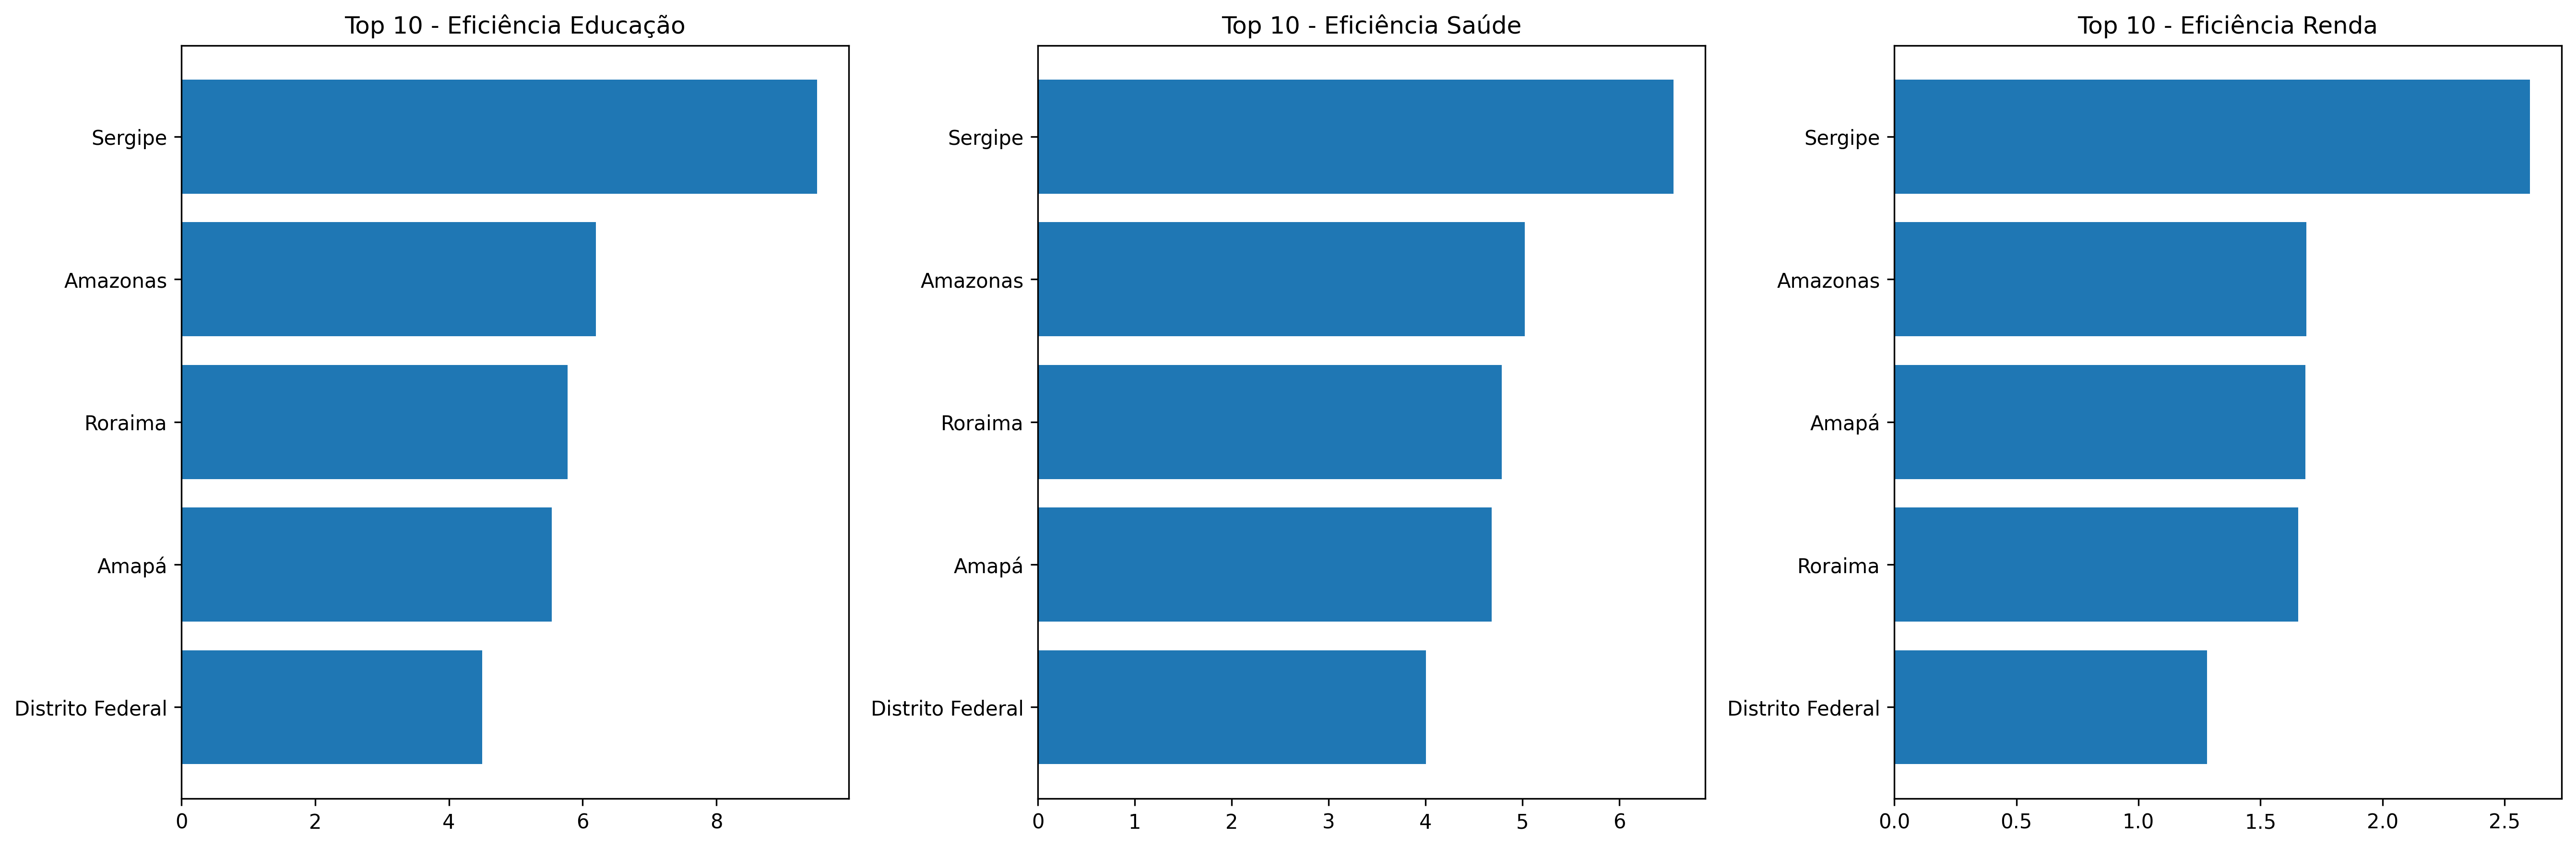 Top 10 - Eficiência Educação
Sergipe
Amazonas
Roraima
Amapá
Distrito Federal
0 2 4 6 8
Top 10 - Eficiência Saúde
Sergipe
Amazonas
Roraima
Amapá
Distrito Federal
0 1 2 3 4 5 6
Top 10 - Eficiência Renda
Sergipe
Amazonas
Amapá
Roraima
Distrito Federal
0.0 0.5 1.0 1.5 2.0 2.5